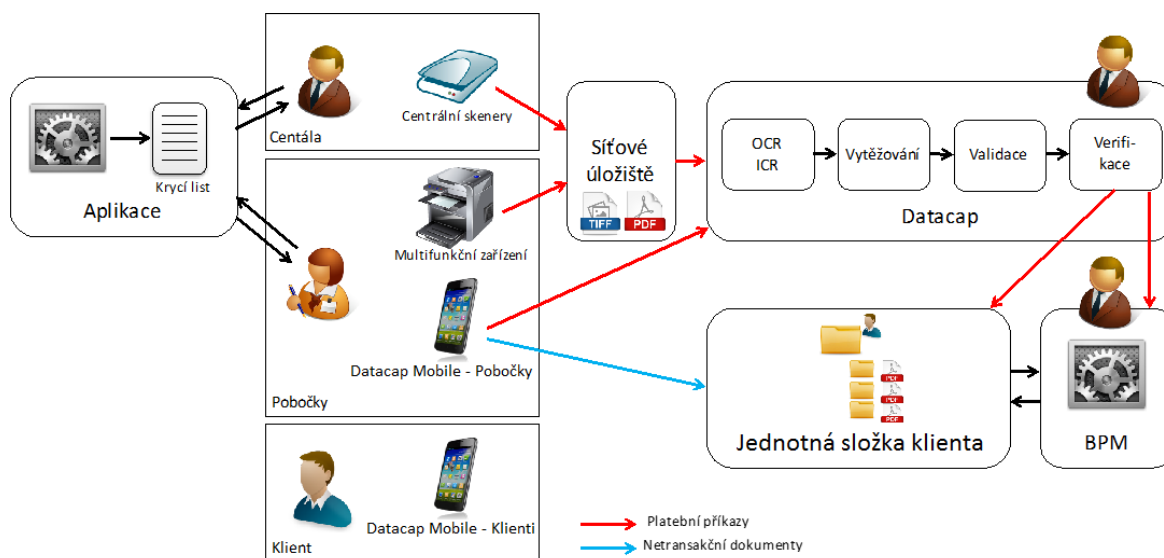 Aplikace
Krycí list
Centála
Centrální skenery
Multifunkční zařízení
Datacap Mobile - Pobočky
Pobočky
Klient
Datacap Mobile - Klienti
Síťové
úložiště
TIFF
PDF
OCR
ICR
Vytěžování
Validace
Verifi-
kace
Datacap
PDF
PDF
PDF
Jednotná složka klienta
BPM
Platební příkazy
Netransakční dokumenty